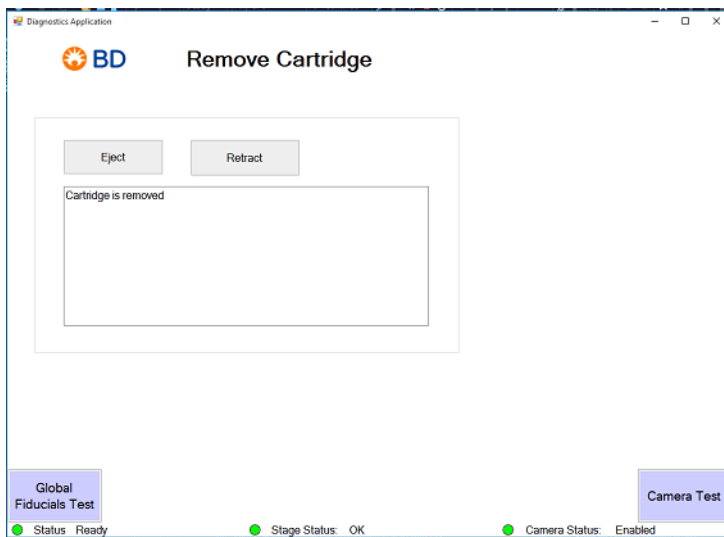 Diagnostics Application
BD
Remove Cartridge
Eject
Retract
Cartridge is removed
Global
Fiducials Test
Camera Test
Status Ready
Stage Status: OK
Camera Status: Enabled